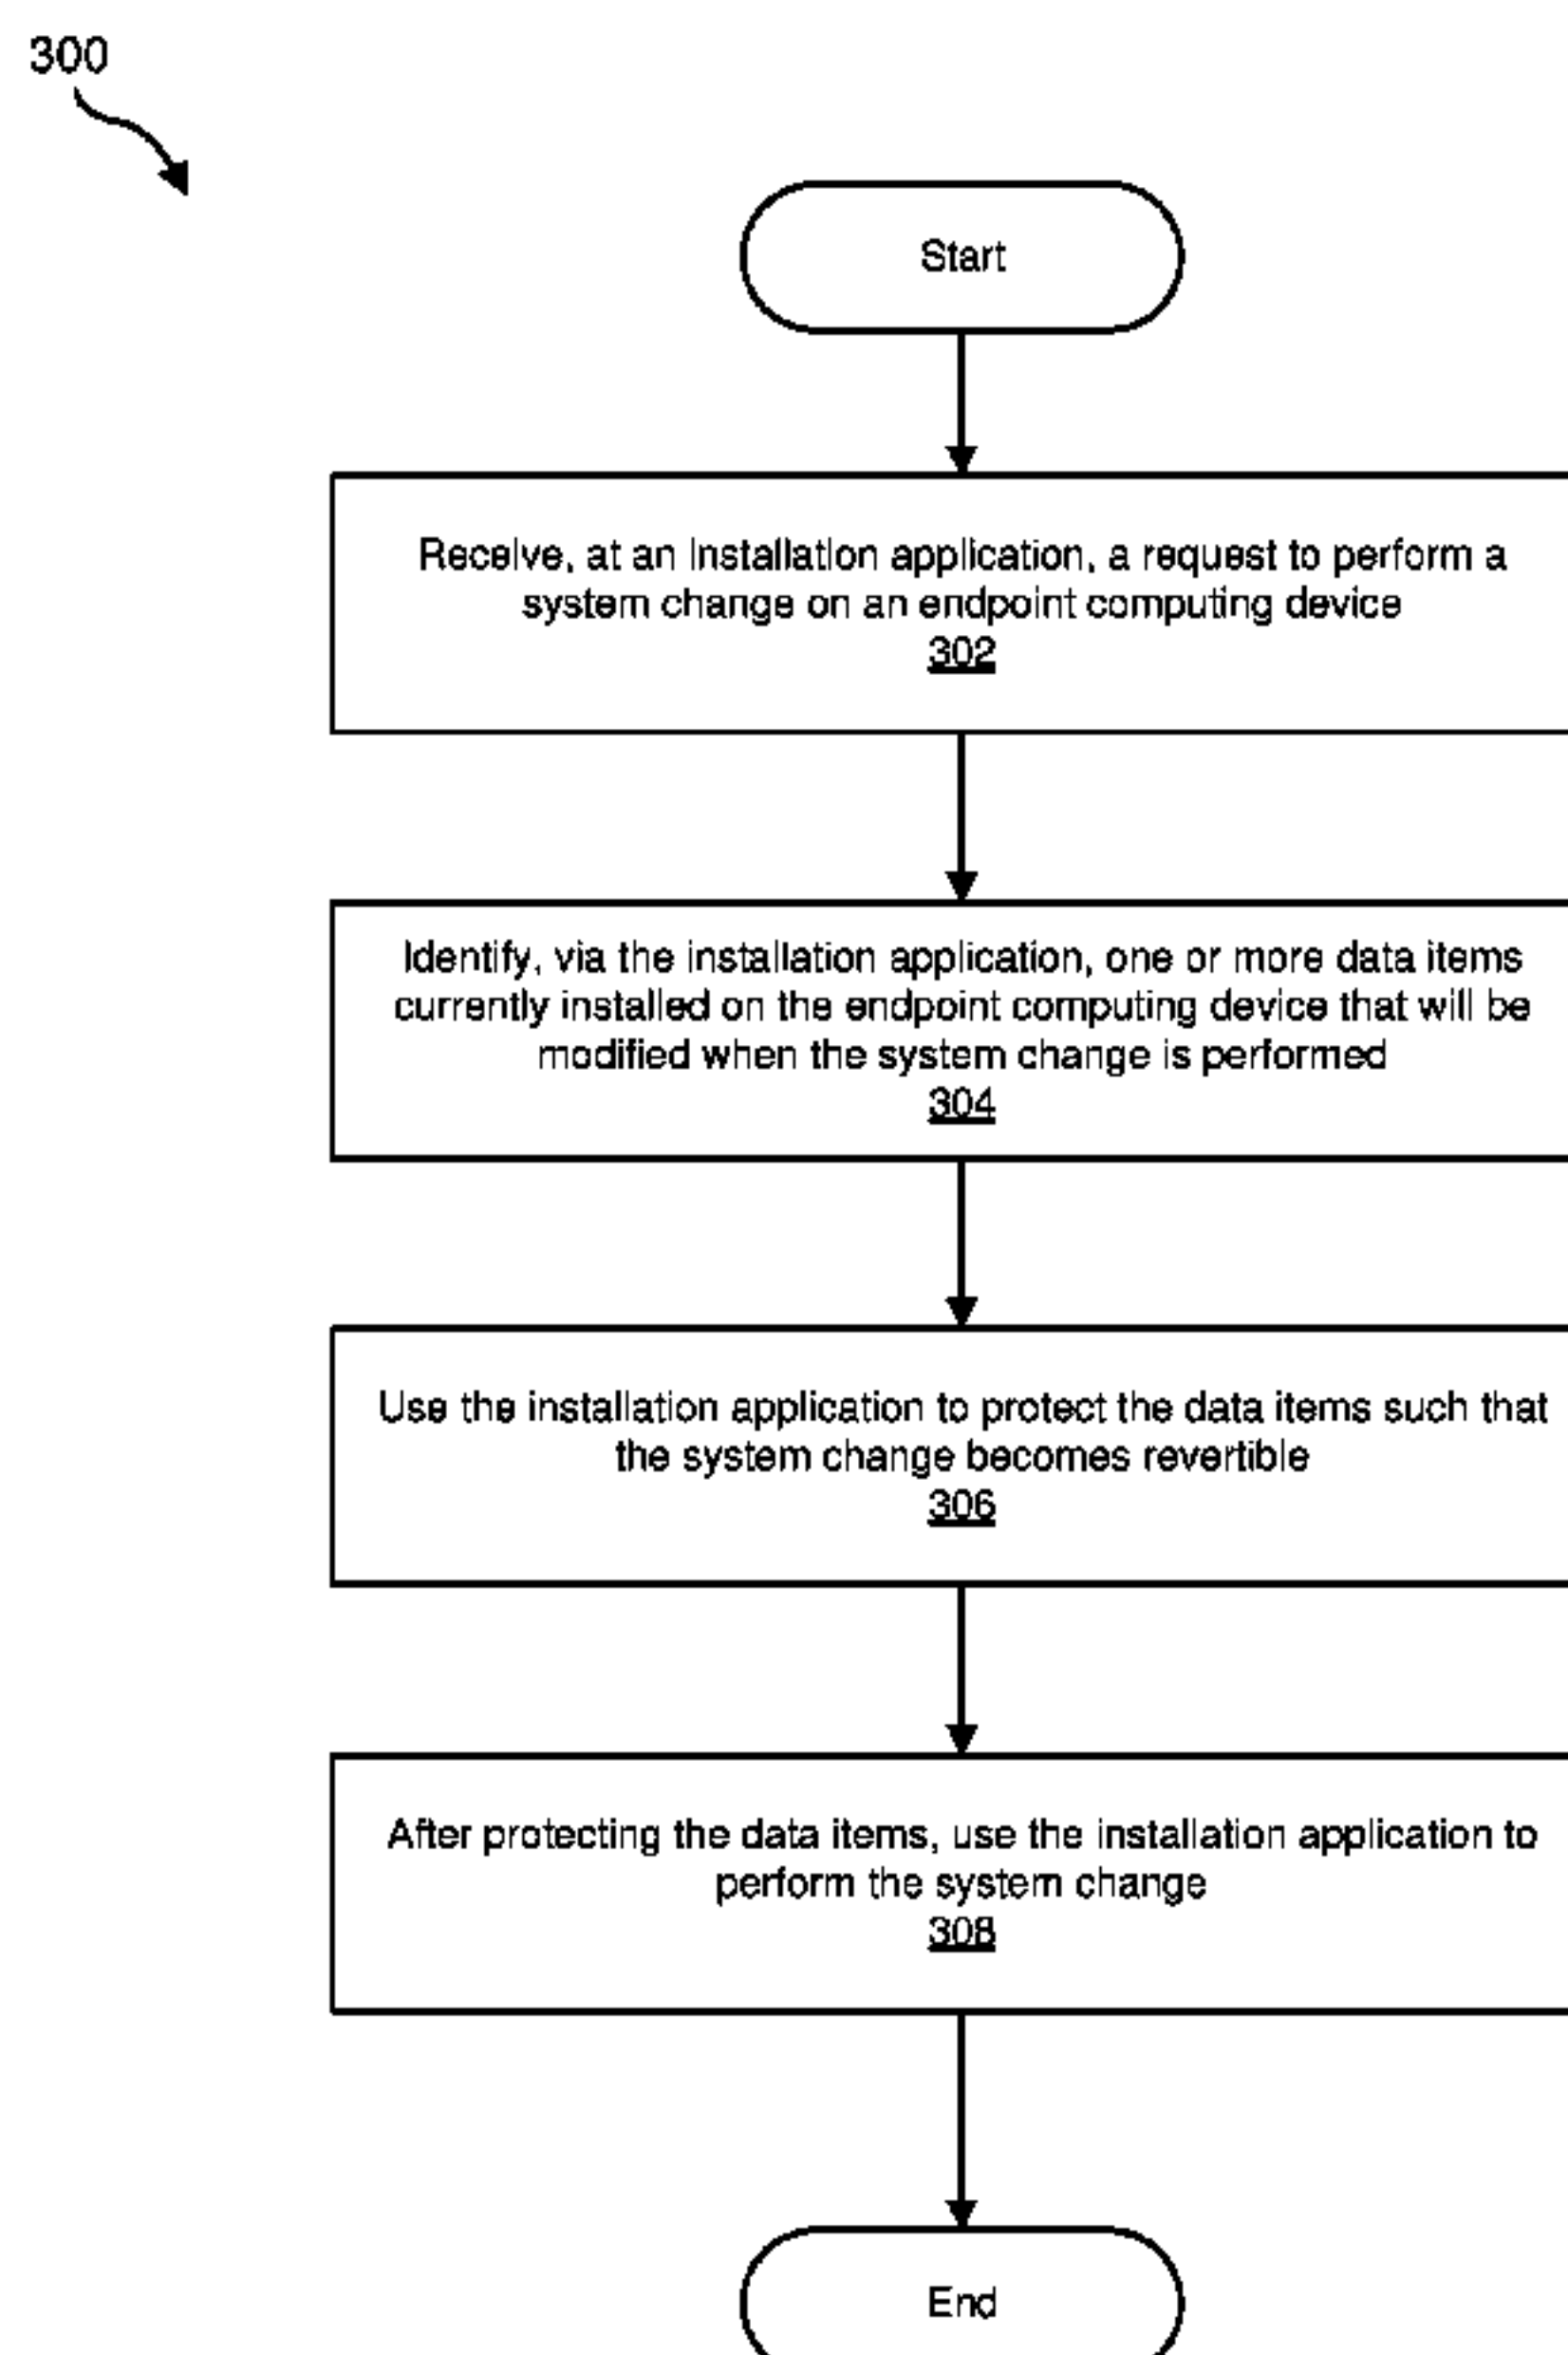 300
Start
Receive, at an installation application, a request to perform a
system change on an endpoint computing device
302
Identify, via the installation application, one or more data items
currently installed on the endpoint computing device that will be
modified when the system change is performed
304
Use the installation application to protect the data items such that
the system change becomes revertible
306
After protecting the data items, use the installation application to
perform the system change
308
End